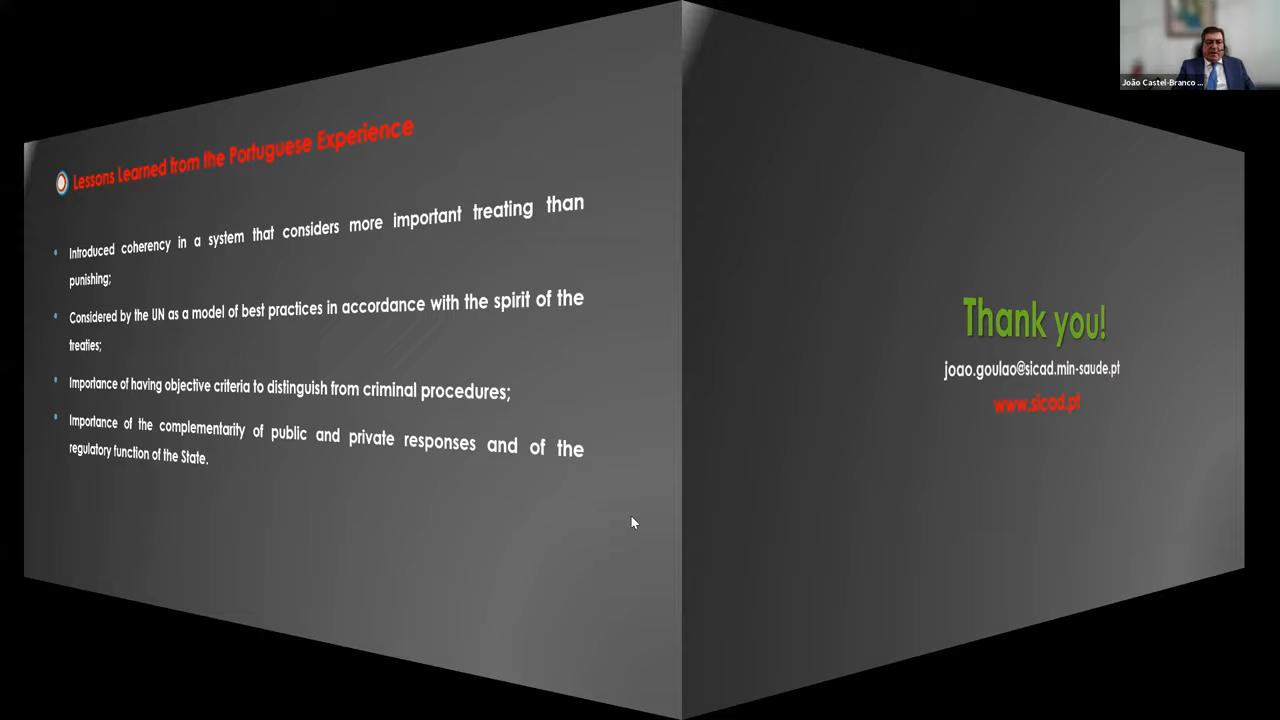 João Castel-Branco ...
Lessons Learned from the Portuguese Experience
Introduced coherency in a system that considers more important treating than
punishing;
Considered by the UN as a model of best practices in accordance with the spirit of the
treaties;
Importance of having objective criteria to distinguish from criminal procedures;
Importance of the complementarity of public and private responses and of the
regulatory function of the State.
Thank you!
joao.goulao@sicad.min-saude.pt
www.sicad.pt